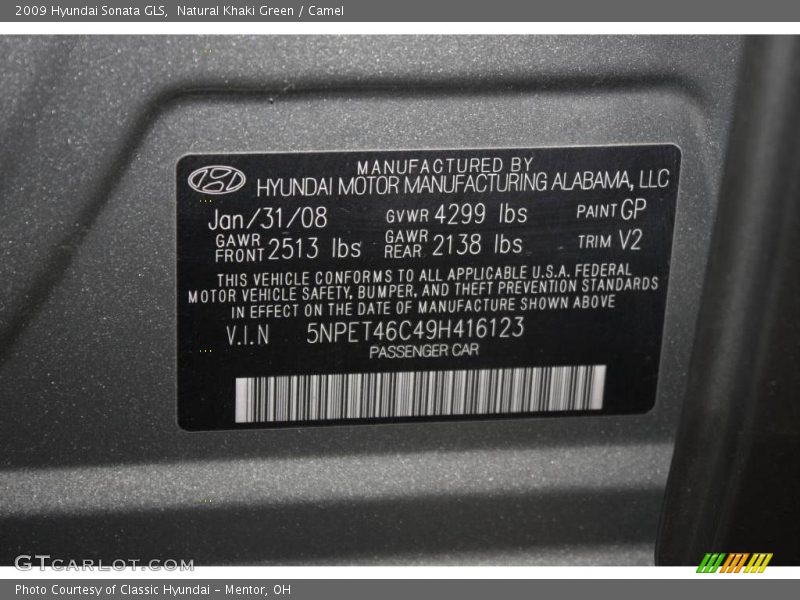 2009 Hyundai Sonata GLS, Natural Khaki Green / Camel
MANUFACTURED BY
HYUNDAI MOTOR MANUFACTURING ALABAMA, LLC
Jan/31/08 GVWR 4299 lbs PAINT GP
GAWR FRONT 2513 lbs GAWR REAR 2138 lbs TRIM V2
THIS VEHICLE CONFORMS TO ALL APPLICABLE U.S.A. FEDERAL
MOTOR VEHICLE SAFETY, BUMPER, AND THEFT PREVENTION STANDARDS
IN EFFECT ON THE DATE OF MANUFACTURE SHOWN ABOVE
V.I.N 5NPET46C49H416123
PASSENGER CAR
GTCARLOT.COM
Photo Courtesy of Classic Hyundai - Mentor, OH